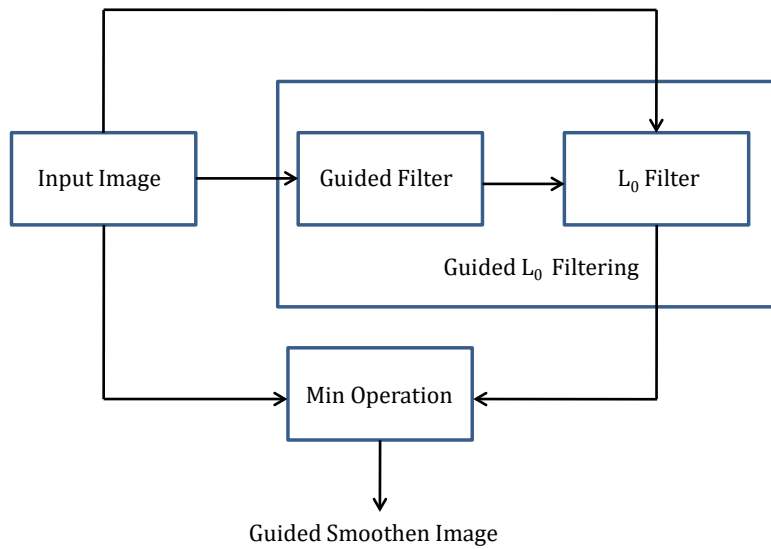 Input Image
Guided Filter
L₀ Filter
Guided L₀ Filtering
Min Operation
Guided Smoothen Image